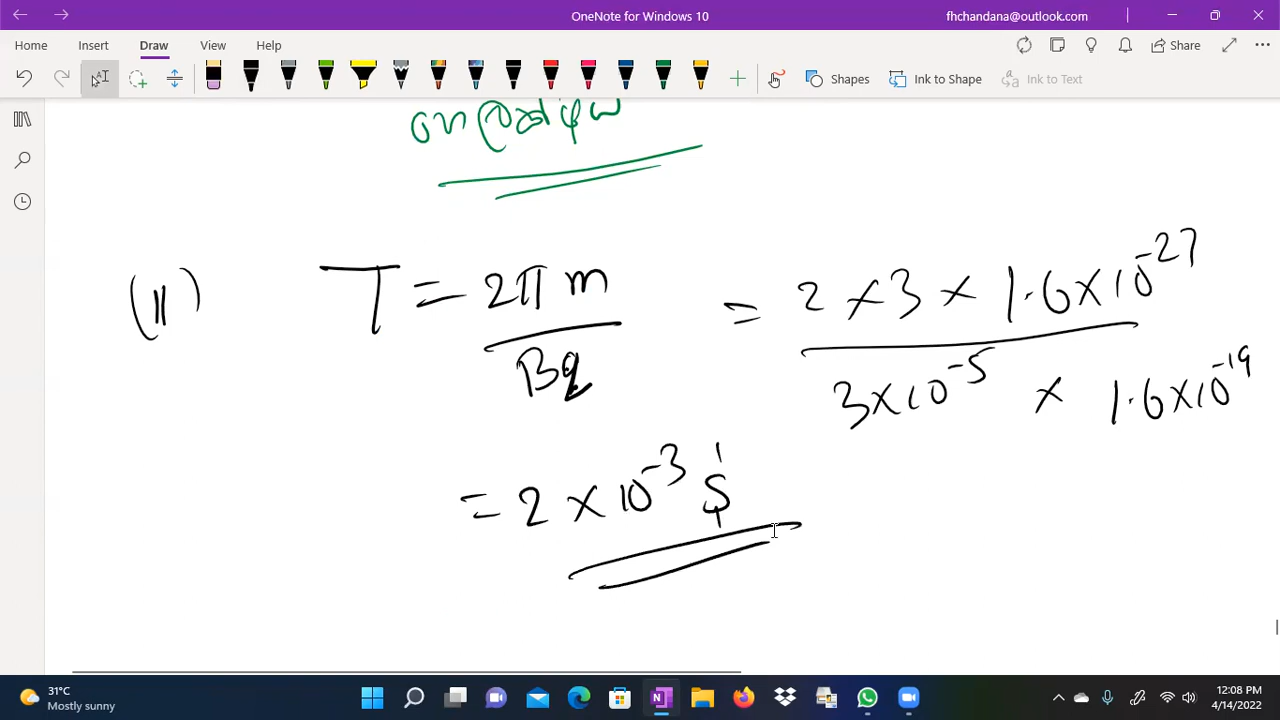 OneNote for Windows 10
fhchandana@outlook.com
Home Insert Draw View Help
Share
Shapes
Ink to Shape
Ink to Text
(II) T = 2πm / Bq = 2 × 3 × 1.6×10⁻²⁷ / 3×10⁻⁵ × 1.6×10⁻¹⁹
= 2 × 10⁻³ s
31°C
Mostly sunny
12:08 PM
4/14/2022